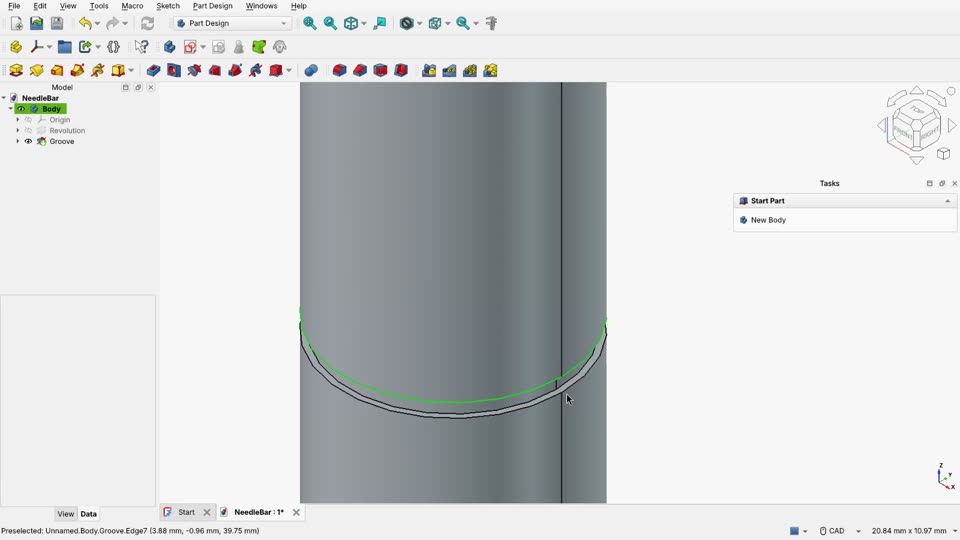 File Edit View Tools Macro Sketch Part Design Windows Help
Part Design
Model
NeedleBar
Body
Origin
Revolution
Groove
FRONT RIGHT
Tasks
Start Part
New Body
Z
Y
X
View Data
Start NeedleBar : 1*
Preselected: Unnamed.Body.Groove.Edge7 (3.88 mm, -0.96 mm, 39.75 mm) CAD 20.84 mm x 10.97 mm